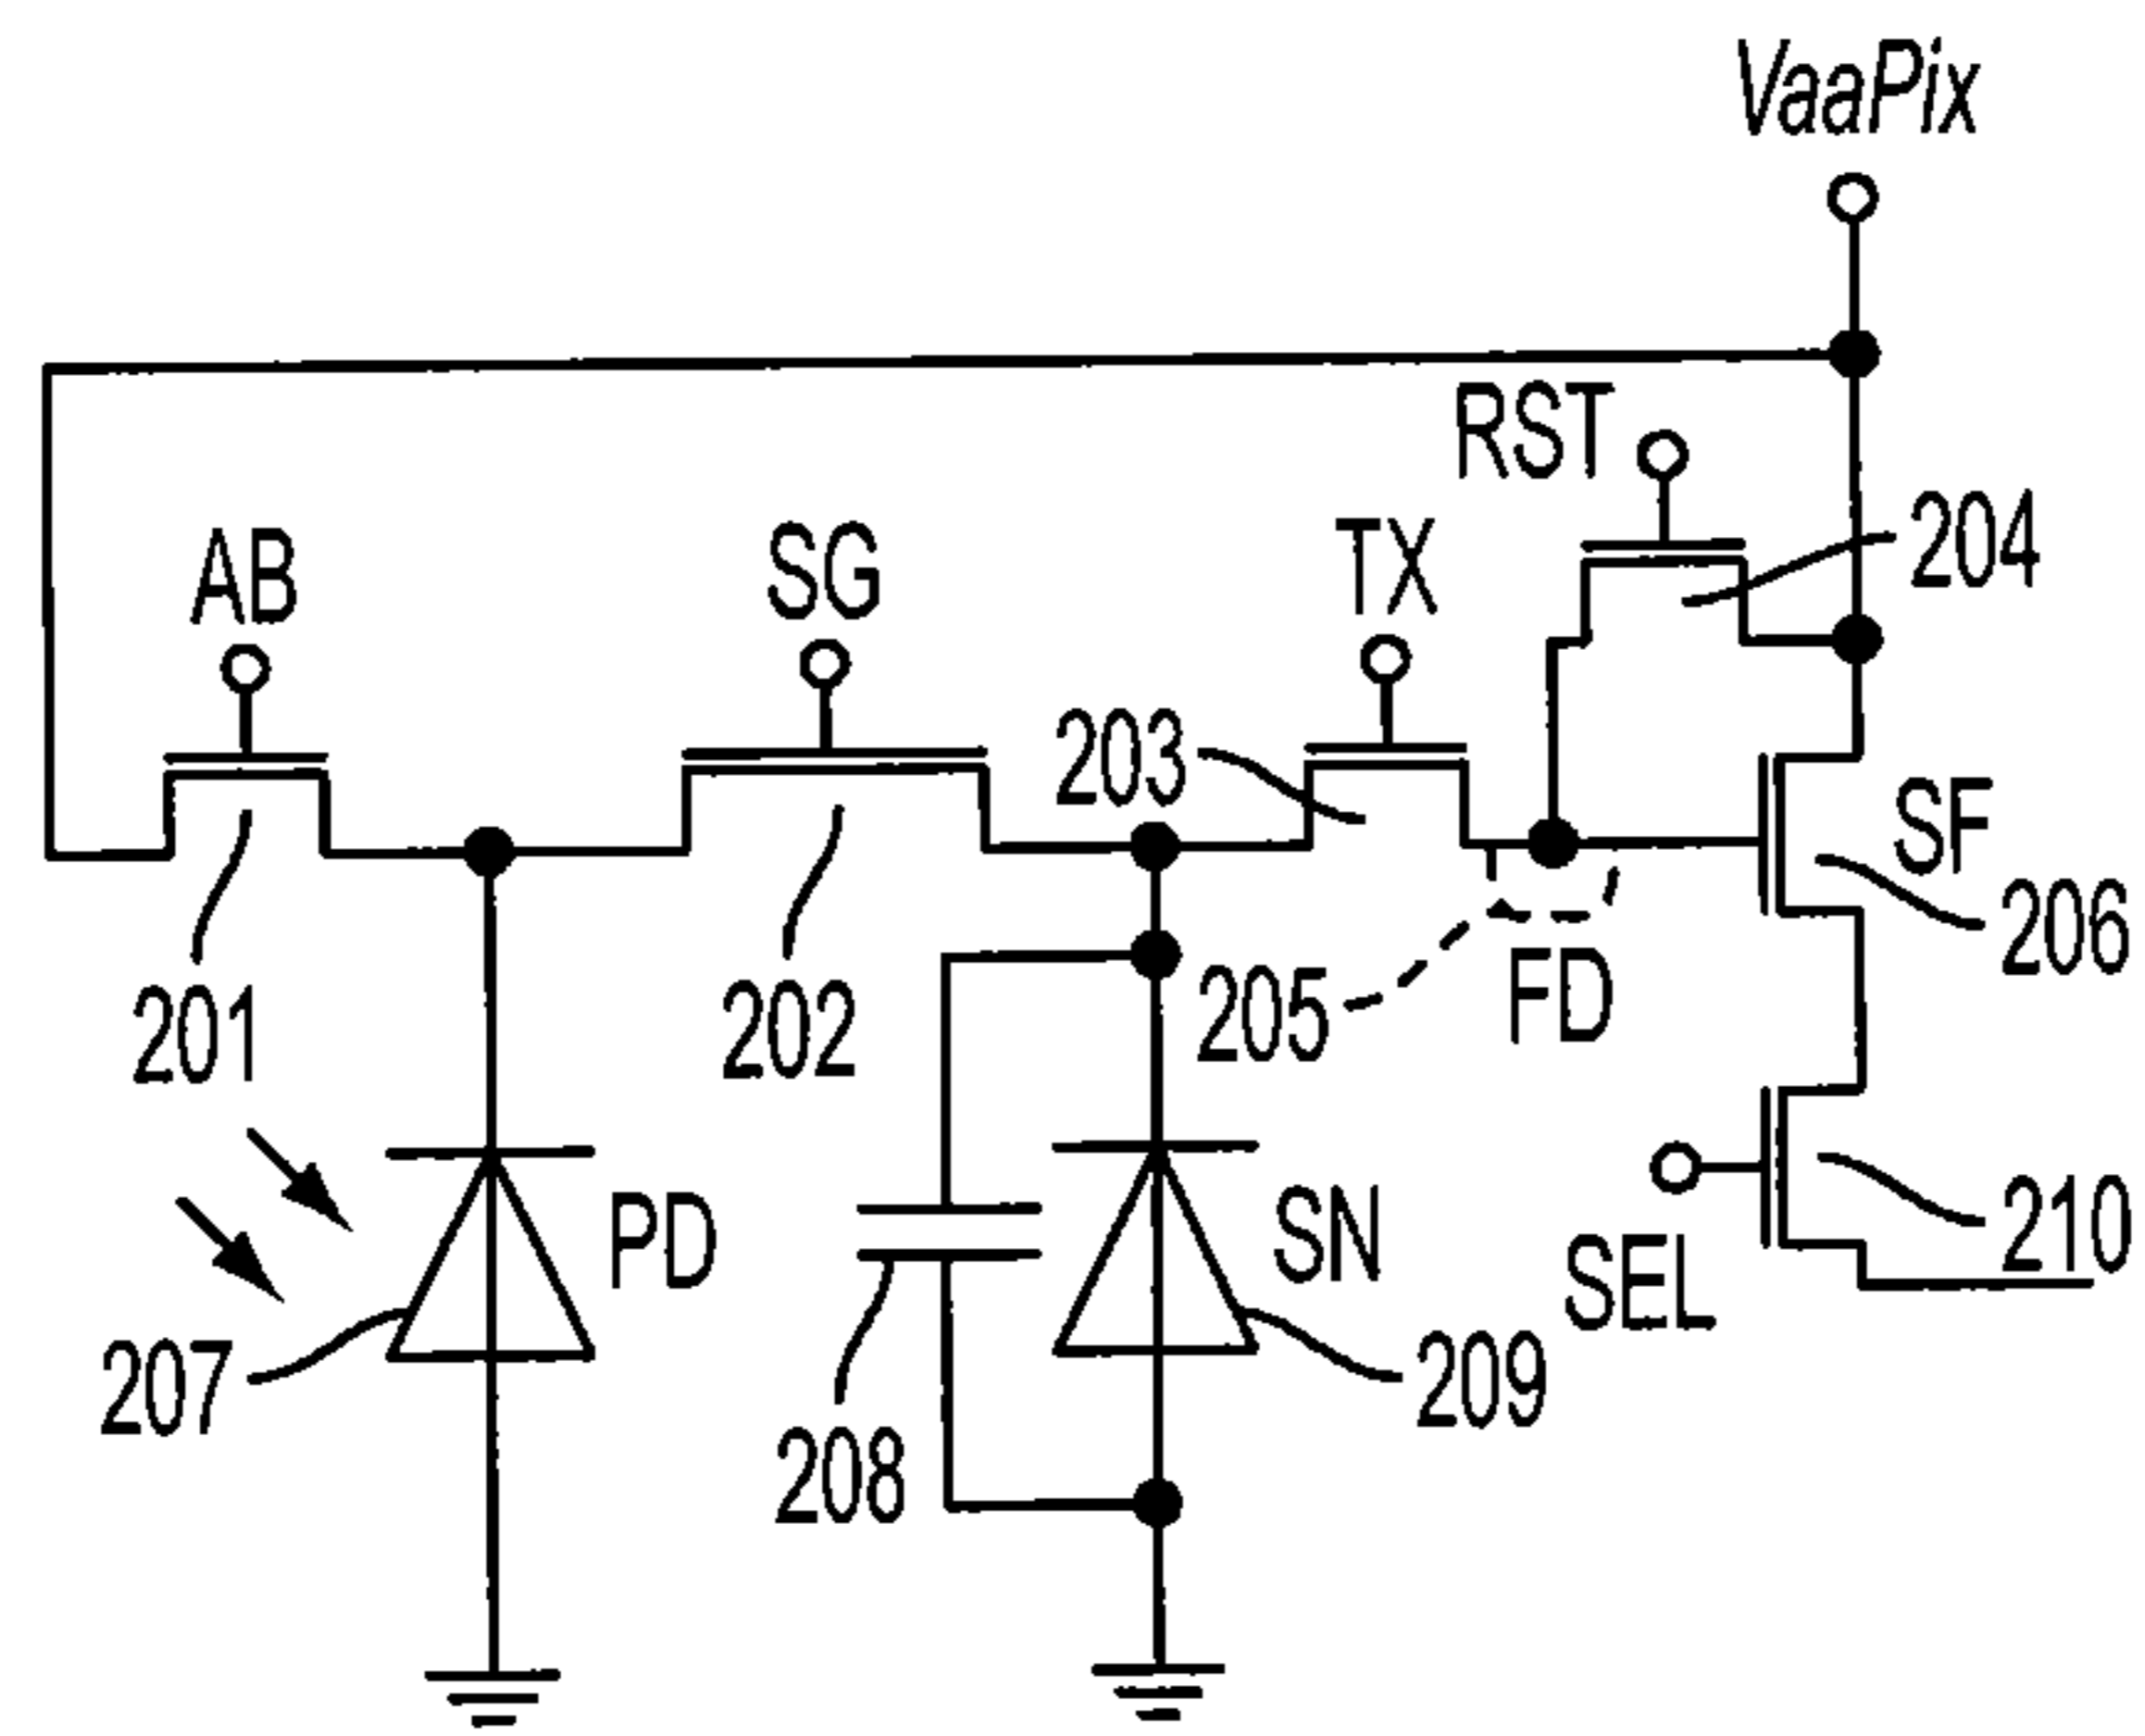 VaaPix
RST
204
AB
SG
TX
203
SF
206
201
202
205
FD
PD
SN
SEL
210
207
209
208